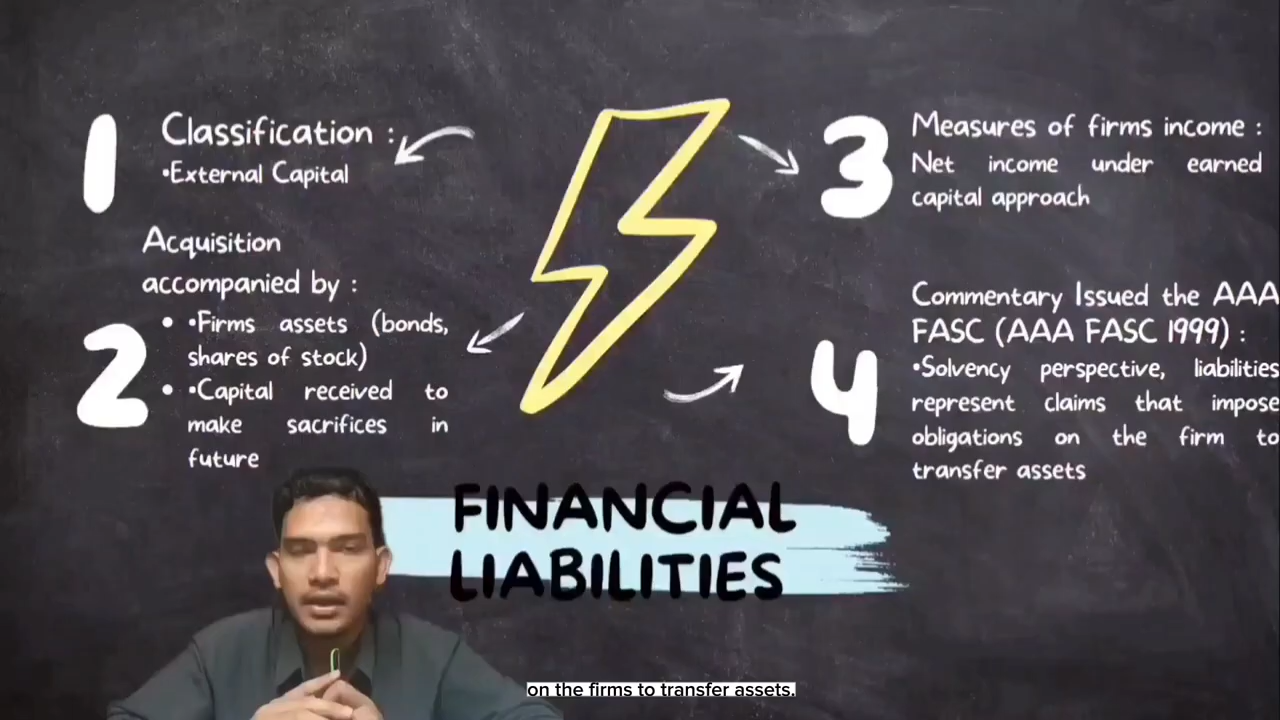 1
Classification :
•External Capital
2
Acquisition
accompanied by :
• •Firms assets (bonds,
shares of stock)
• •Capital received to
make sacrifices in
future
3
Measures of firms income :
Net income under earned
capital approach
4
Commentary Issued the AAA
FASC (AAA FASC 1999) :
•Solvency perspective, liabilities
represent claims that impose
obligations on the firm to
transfer assets
FINANCIAL
LIABILITIES
on the firms to transfer assets.